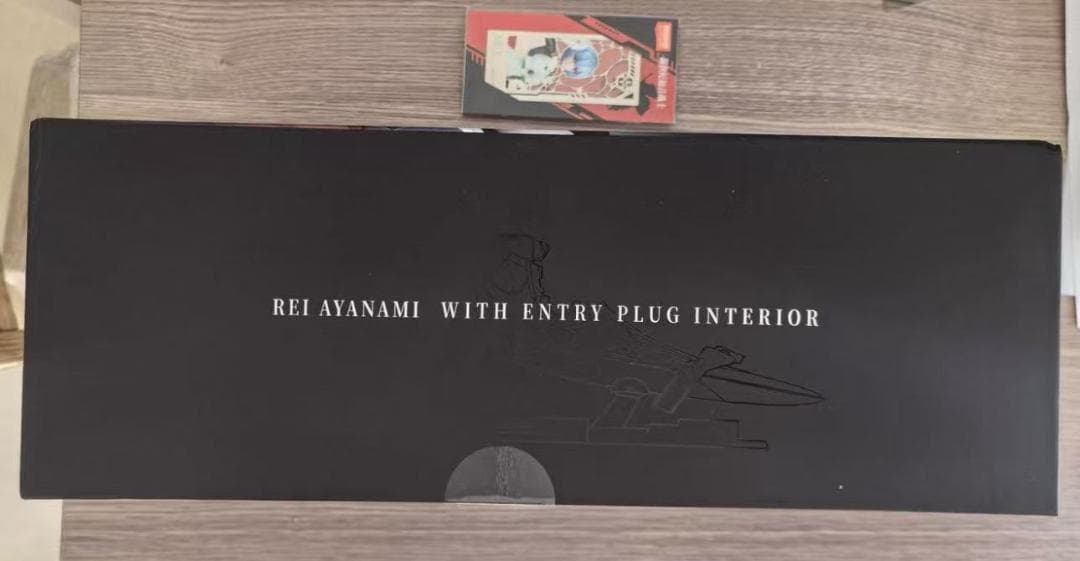 REI AYANAMI WITH ENTRY PLUG INTERIOR